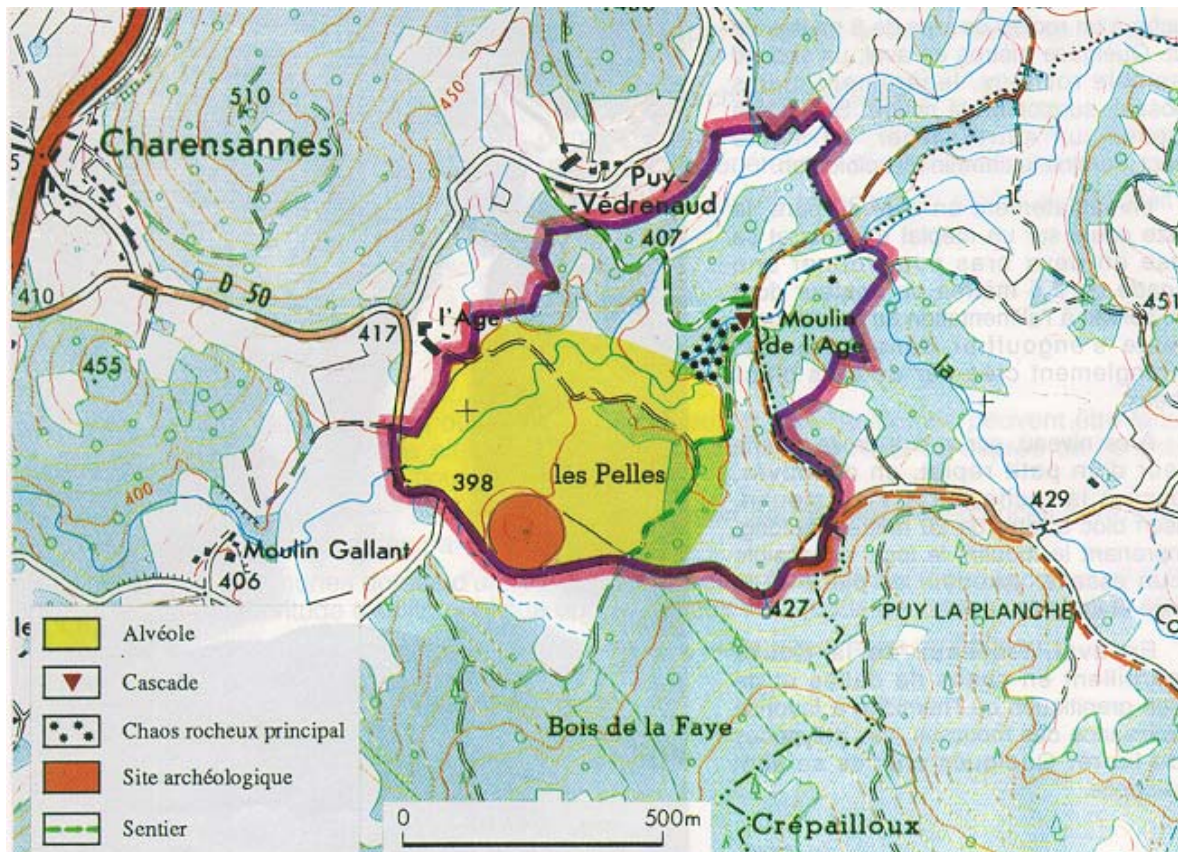 510
450
Charensannes
Puy-
-Védrenaud
407
410
D 50
l'Age
417
Moulin
de l'Age
451
455
la
400
398
les Pelles
429
Moulin Gallant
406
427
PUY LA PLANCHE
le
Alvéole
Cascade
Chaos rocheux principal
Bois de la Faye
Site archéologique
0
500m
Sentier
Crépailloux